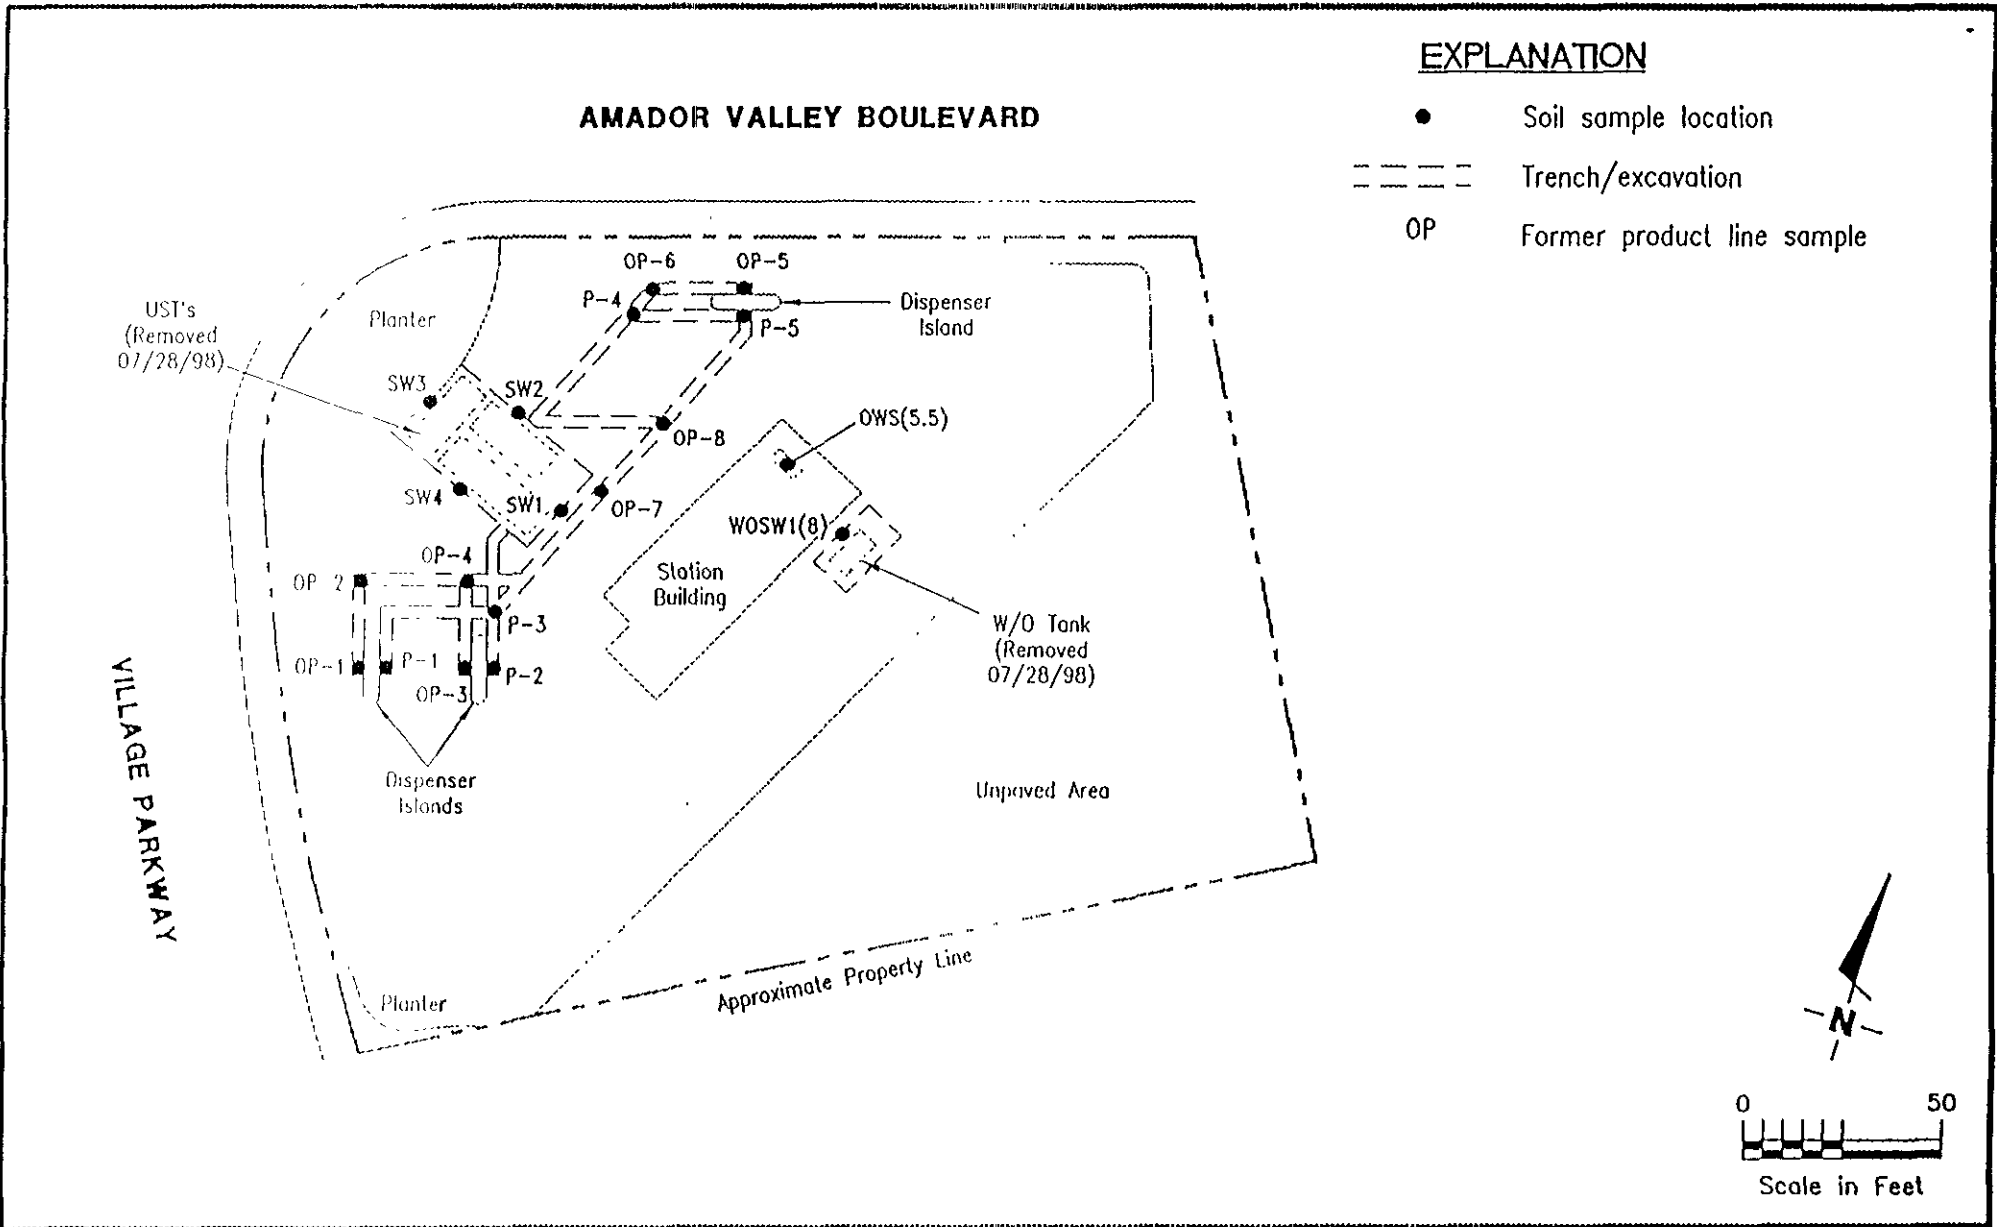 EXPLANATION
Soil sample location
Trench/excavation
OP Former product line sample
AMADOR VALLEY BOULEVARD
OP-6
OP-5
P-4
P-5
Dispenser
Island
UST's
(Removed
07/28/98)
Planter
SW3
SW2
OP-8
OWS(5.5)
SW4
SW1
OP-7
WOSW1(8)
OP-4
OP 2
Station
Building
P-3
W/O Tank
(Removed
07/28/98)
OP-1
P-1
OP-3
P-2
VILLAGE PARKWAY
Dispenser
Islands
Unpaved Area
Approximate Property Line
Planter
N
0 50
Scale in Feet